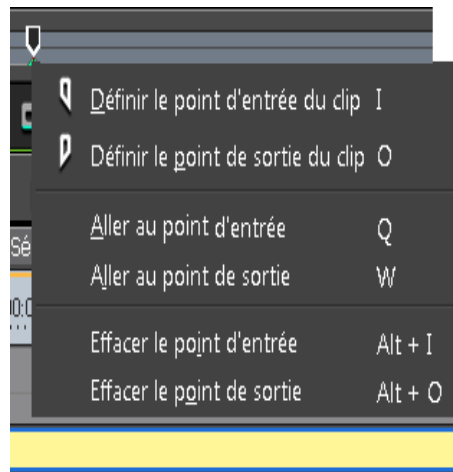 Définir le point d'entrée du clip I
Définir le point de sortie du clip O
Aller au point d'entrée Q
Aller au point de sortie W
Sé
Effacer le point d'entrée Alt + I
Effacer le point de sortie Alt + O